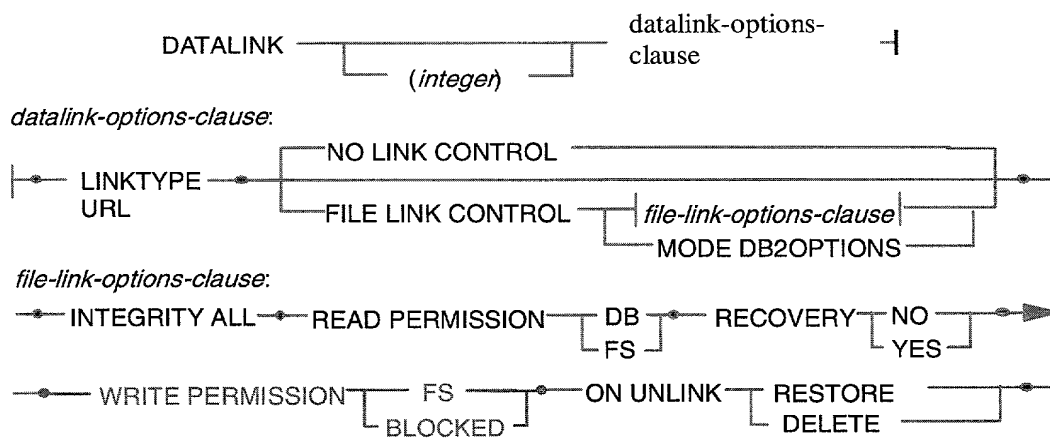 DATALINK (integer) datalink-options-clause
datalink-options-clause:
NO LINK CONTROL
LINKTYPE URL
FILE LINK CONTROL file-link-options-clause
MODE DB2OPTIONS
file-link-options-clause:
INTEGRITY ALL READ PERMISSION DB FS RECOVERY NO YES
WRITE PERMISSION FS BLOCKED ON UNLINK RESTORE DELETE